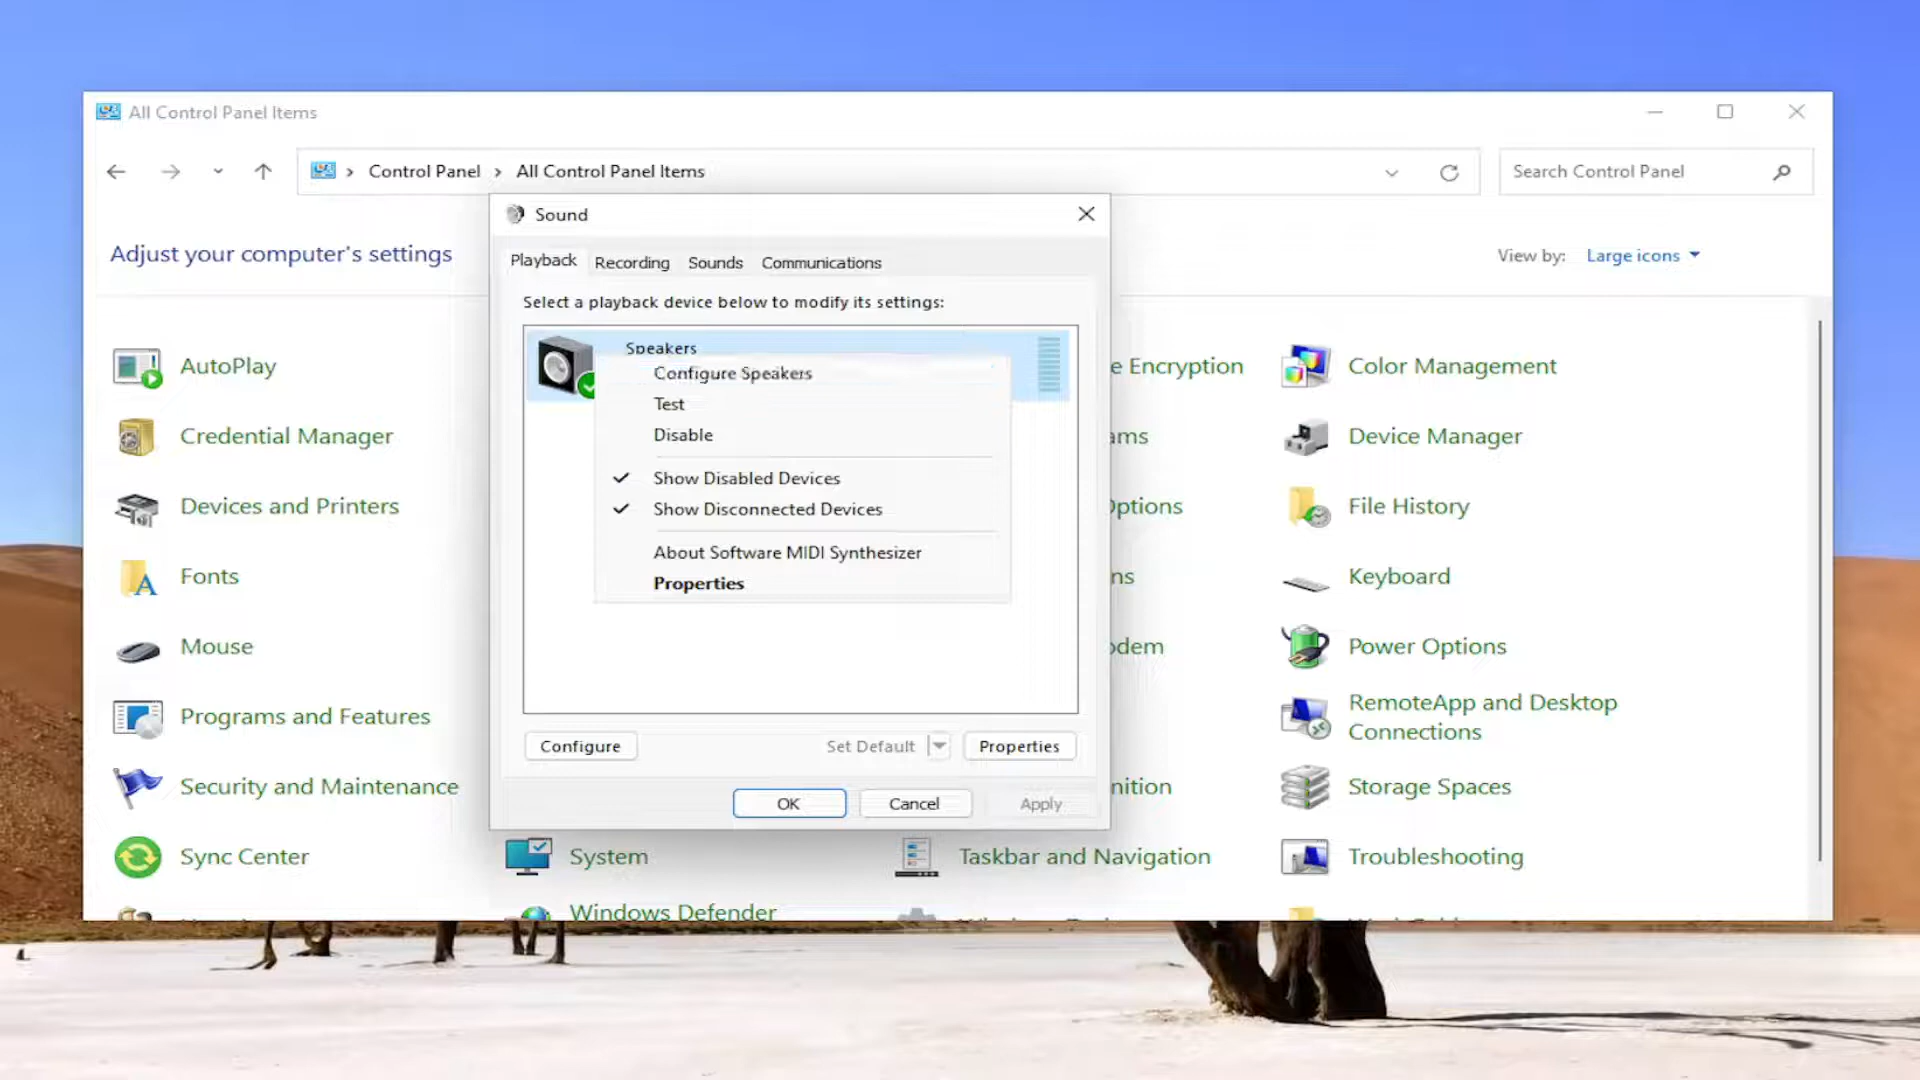 All Control Panel Items
Control Panel
All Control Panel Items
Search Control Panel
Adjust your computer's settings
View by: Large icons
Sound
Playback
Recording
Sounds
Communications
Select a playback device below to modify its settings:
Speakers
Configure Speakers
Test
Disable
Show Disabled Devices
Show Disconnected Devices
About Software MIDI Synthesizer
Properties
Configure
Set Default
Properties
OK
Cancel
Apply
AutoPlay
e Encryption
Color Management
Credential Manager
ams
Device Manager
Devices and Printers
Options
File History
Fonts
ns
Keyboard
Mouse
odem
Power Options
Programs and Features
RemoteApp and Desktop
Connections
Security and Maintenance
nition
Storage Spaces
Sync Center
System
Taskbar and Navigation
Troubleshooting
Windows Defender